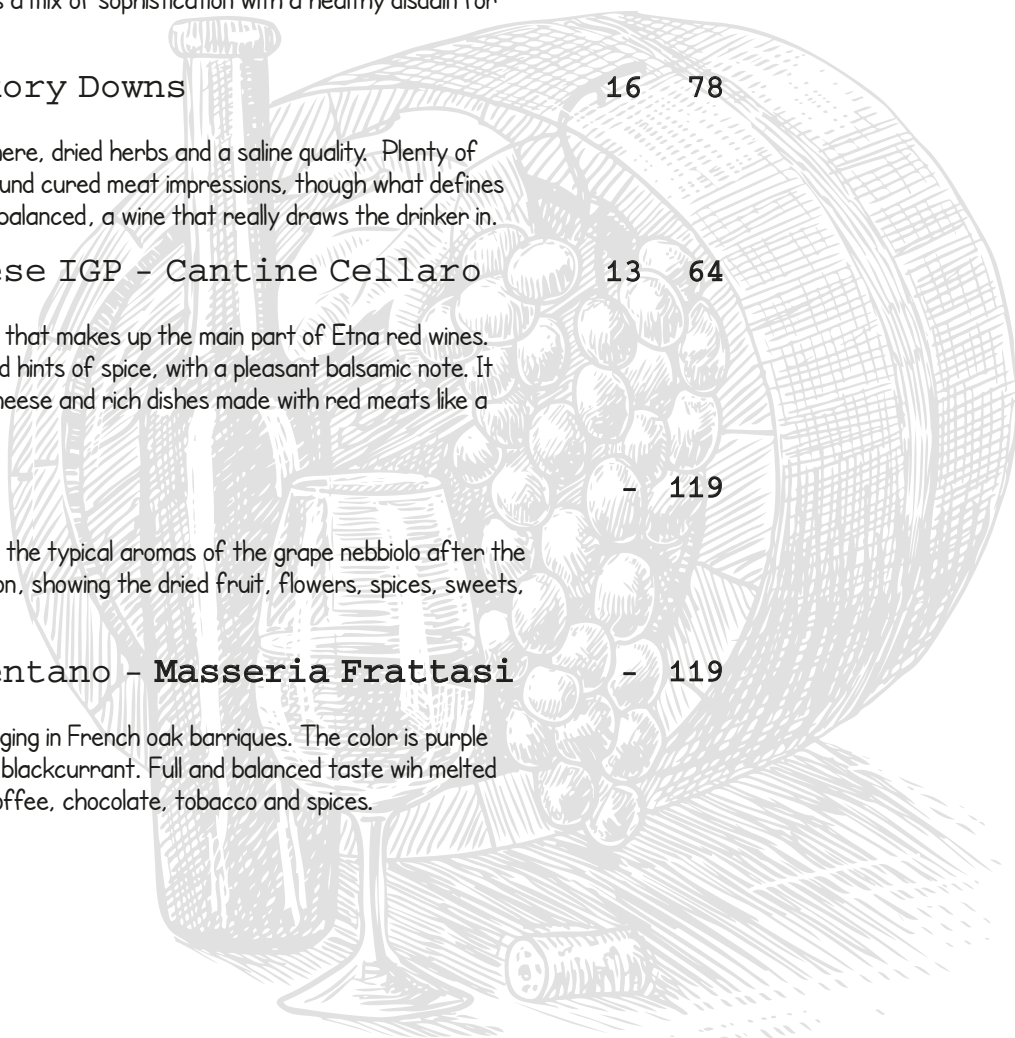 a mix of sophistication with a healthy disdain for
ory Downs 16 78
ere, dried herbs and a saline quality. Plenty of
und cured meat impressions, though what defines
balanced, a wine that really draws the drinker in.
ese IGP - Cantine Cellaro 13 64
that makes up the main part of Etna red wines.
d hints of spice, with a pleasant balsamic note. It
heese and rich dishes made with red meats like a
- 119
the typical aromas of the grape nebbiolo after the
on, showing the dried fruit, flowers, spices, sweets,
entano - Masseria Frattasi - 119
ging in French oak barriques. The color is purple
blackcurrant. Full and balanced taste wih melted
offee, chocolate, tobacco and spices.